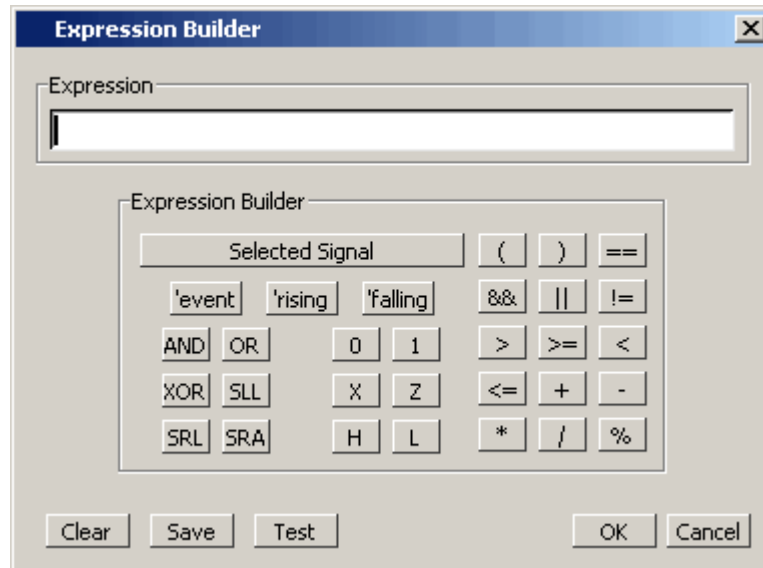 Expression Builder
Expression
Expression Builder
Selected Signal ( ) ==
'event 'rising 'falling && || !=
AND OR 0 1 > >= <
XOR SLL X Z <= + -
SRL SRA H L * / %
Clear Save Test OK Cancel